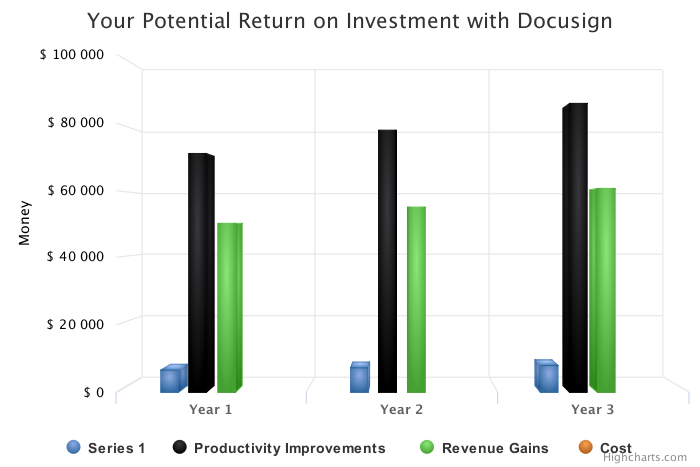 Your Potential Return on Investment with Docusign
$ 100 000
$ 80 000
$ 60 000
$ 40 000
$ 20 000
$ 0
Money
Year 1
Year 2
Year 3
Series 1
Productivity Improvements
Revenue Gains
Cost
Highcharts.com